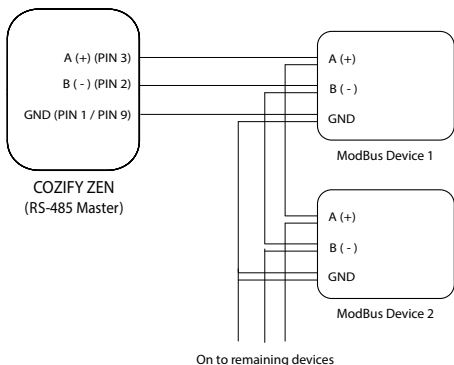 A (+) (PIN 3)
B ( - ) (PIN 2)
GND (PIN 1 / PIN 9)
COZIFY ZEN
(RS-485 Master)
A (+)
B ( - )
GND
ModBus Device 1
A (+)
B ( - )
GND
ModBus Device 2
On to remaining devices